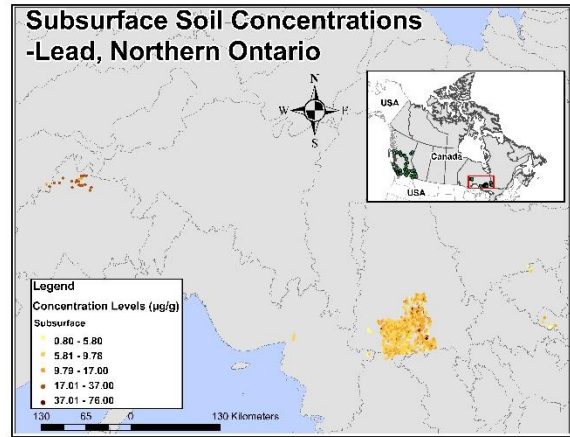 Subsurface Soil Concentrations
-Lead, Northern Ontario
N
W E
S
USA
Canada
USA
Legend
Concentration Levels (µg/g)
Subsurface
0.80 - 5.80
5.81 - 9.78
9.79 - 17.00
17.01 - 37.00
37.01 - 76.00
130 65 0 130 Kilometers